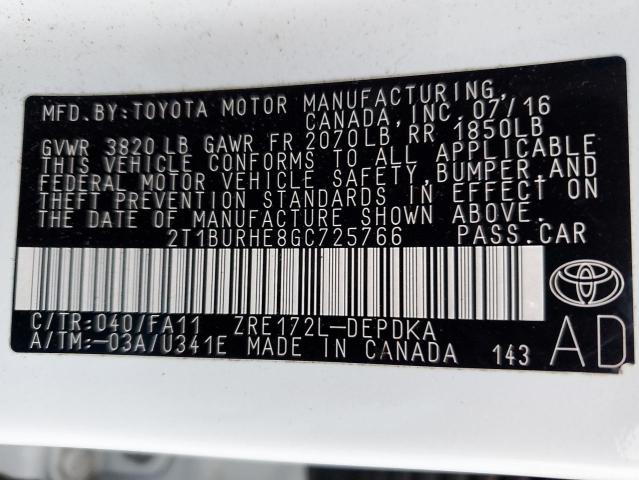 MFD.BY:TOYOTA MOTOR MANUFACTURING,
CANADA, INC. 07/16
GVWR 3820 LB GAWR FR 2070LB RR 1850LB
THIS VEHICLE CONFORMS TO ALL APPLICABLE
FEDERAL MOTOR VEHICLE SAFETY, BUMPER, AND
THEFT PREVENTION STANDARDS IN EFFECT ON
THE DATE OF MANUFACTURE SHOWN ABOVE.
2T1BURHE8GC725766 PASS.CAR
C/TR:040/FA11 ZRE172L-DEPDKA
A/TM:-03A/U341E MADE IN CANADA 143 AD